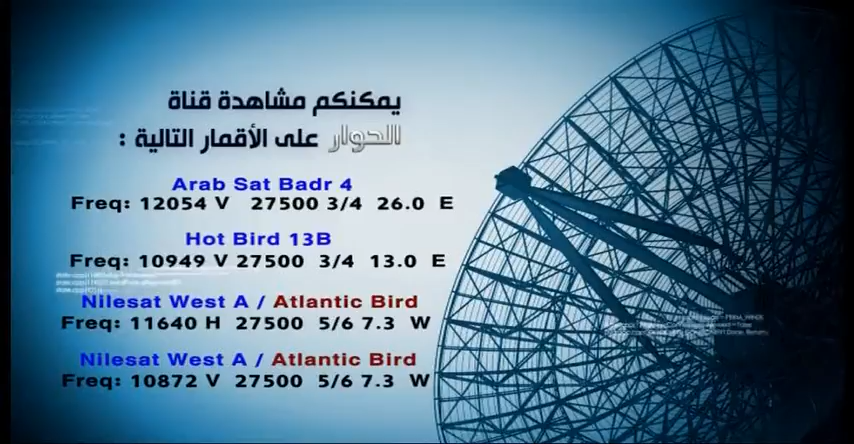 يمكنكم مشاهدة قناة
الحوار على الأقمار التالية :
Arab Sat Badr 4
Freq: 12054 V 27500 3/4 26.0 E
Hot Bird 13B
Freq: 10949 V 27500 3/4 13.0 E
Nilesat West A / Atlantic Bird
Freq: 11640 H 27500 5/6 7.3 W
Nilesat West A / Atlantic Bird
Freq: 10872 V 27500 5/6 7.3 W